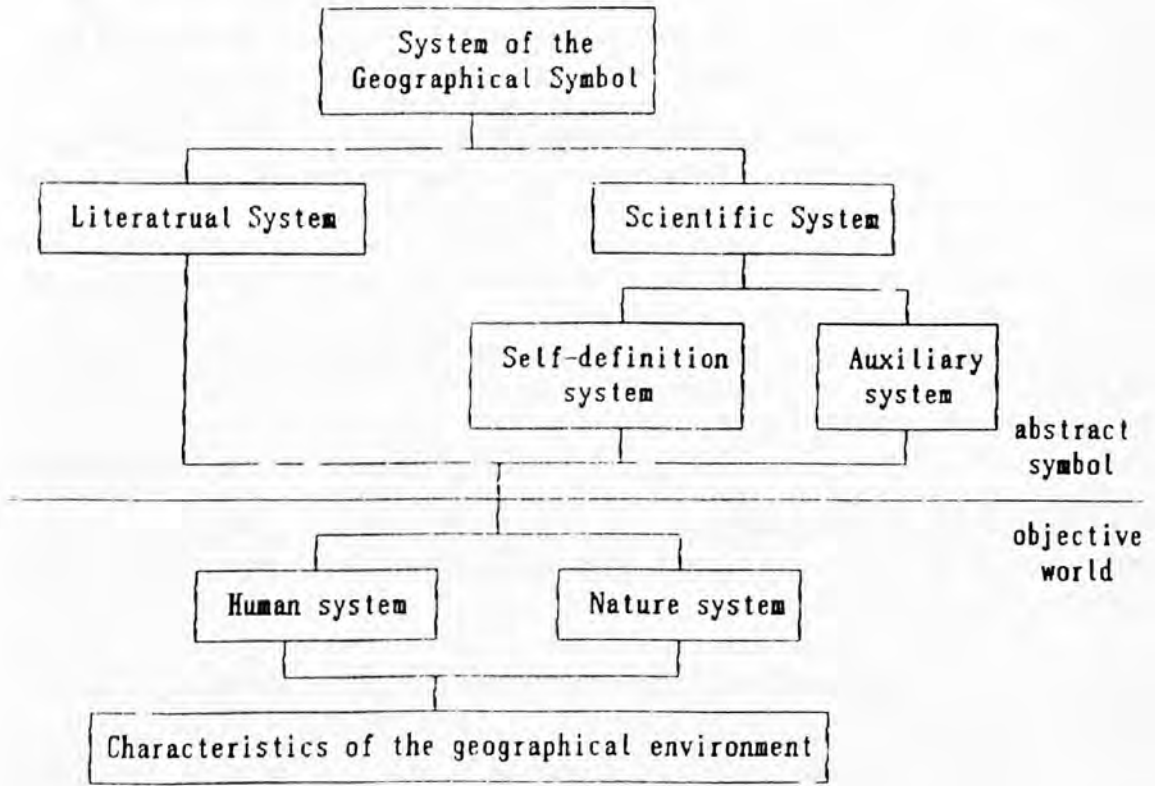 System of the
Geographical Symbol
Literatrual System
Scientific System
Self-definition
system
Auxiliary
system
abstract
symbol
objective
world
Human system
Nature system
Characteristics of the geographical environment